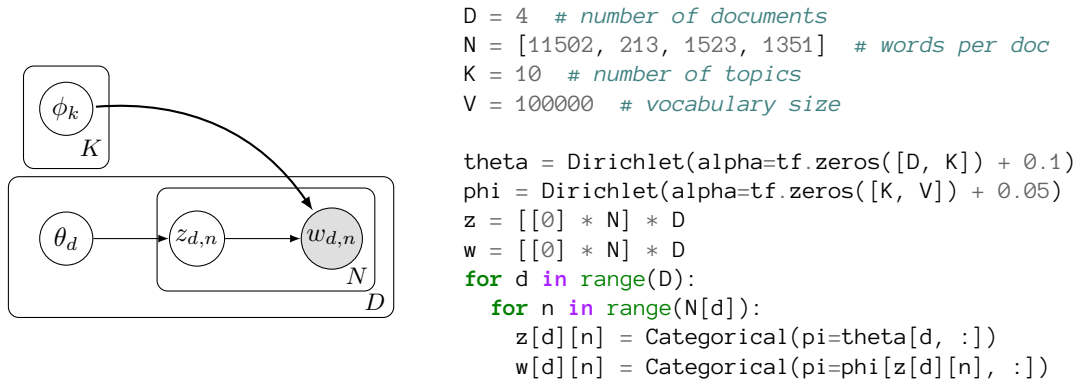 ϕk
K
θd
zd,n
wd,n
N
D
D = 4  # number of documents
N = [11502, 213, 1523, 1351]  # words per doc
K = 10  # number of topics
V = 100000  # vocabulary size
theta = Dirichlet(alpha=tf.zeros([D, K]) + 0.1)
phi = Dirichlet(alpha=tf.zeros([K, V]) + 0.05)
z = [[0] * N] * D
w = [[0] * N] * D
for d in range(D):
  for n in range(N[d]):
    z[d][n] = Categorical(pi=theta[d, :])
    w[d][n] = Categorical(pi=phi[z[d][n], :])